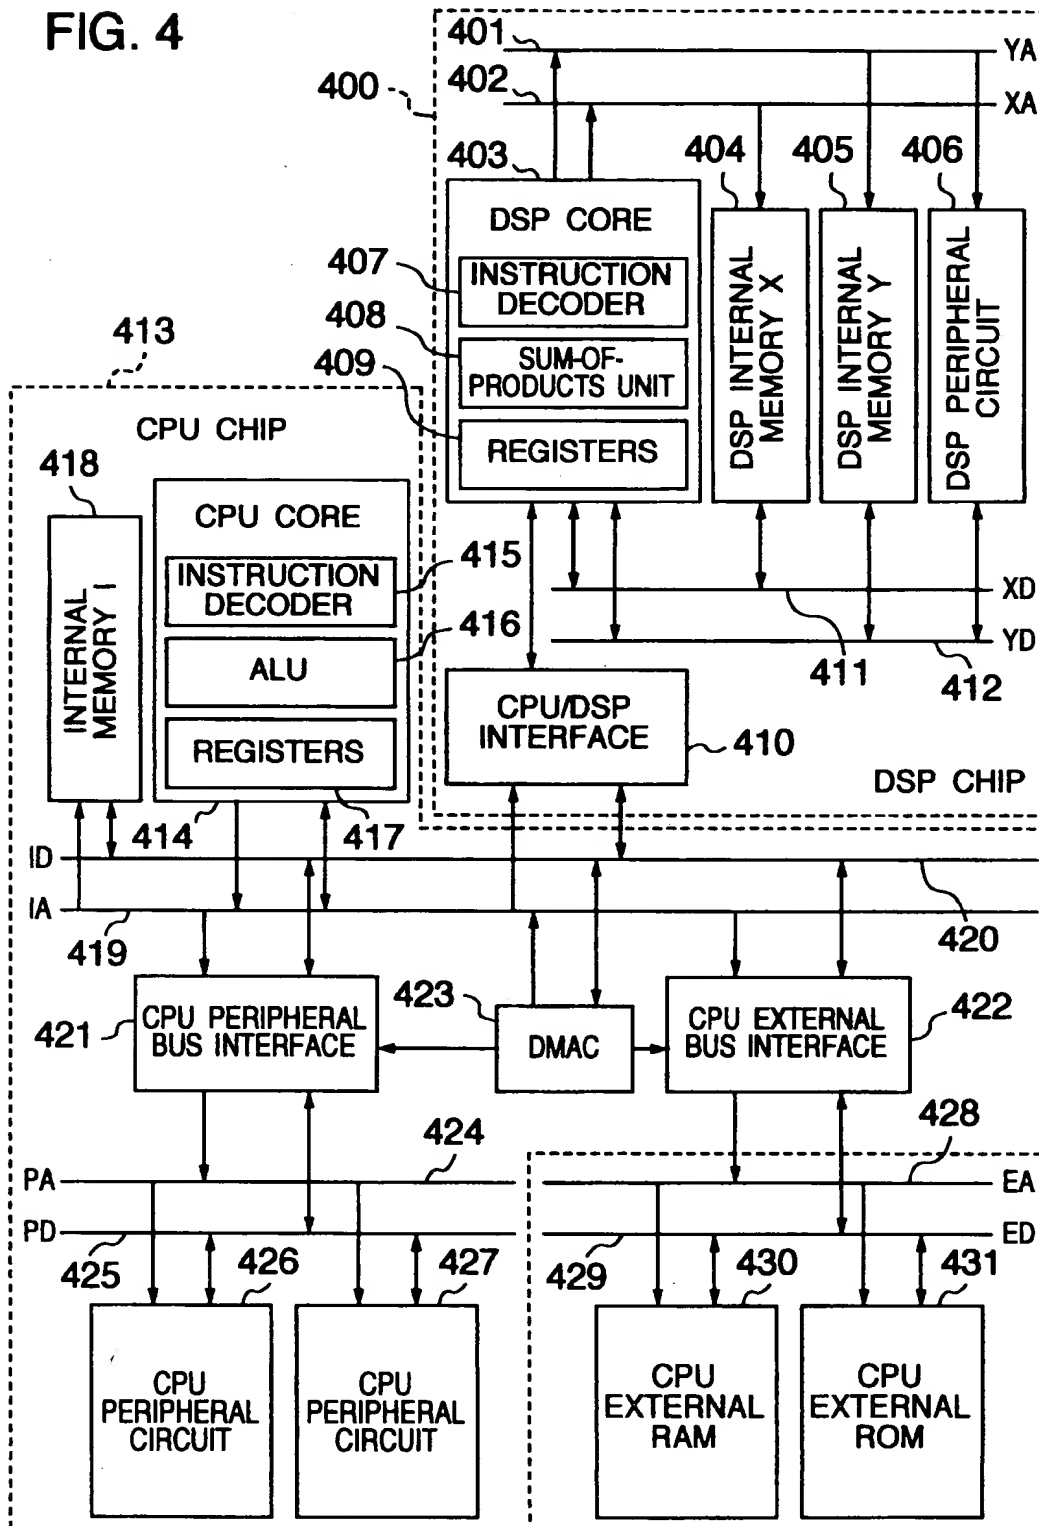 FIG. 4
400
401
YA
402
XA
403
404
405
406
DSP CORE
407
INSTRUCTION
DECODER
408
SUM-OF-
PRODUCTS UNIT
409
REGISTERS
DSP INTERNAL
MEMORY X
DSP INTERNAL
MEMORY Y
DSP PERIPHERAL
CIRCUIT
XD
411
YD
412
CPU/DSP
INTERFACE
410
DSP CHIP
413
CPU CHIP
418
INTERNAL
MEMORY I
CPU CORE
INSTRUCTION
DECODER
415
ALU
416
REGISTERS
414
417
ID
IA
419
420
421
CPU PERIPHERAL
BUS INTERFACE
423
DMAC
CPU EXTERNAL
BUS INTERFACE
422
424
428
PA
EA
PD
ED
425
426
427
429
430
431
CPU
PERIPHERAL
CIRCUIT
CPU
PERIPHERAL
CIRCUIT
CPU
EXTERNAL
RAM
CPU
EXTERNAL
ROM